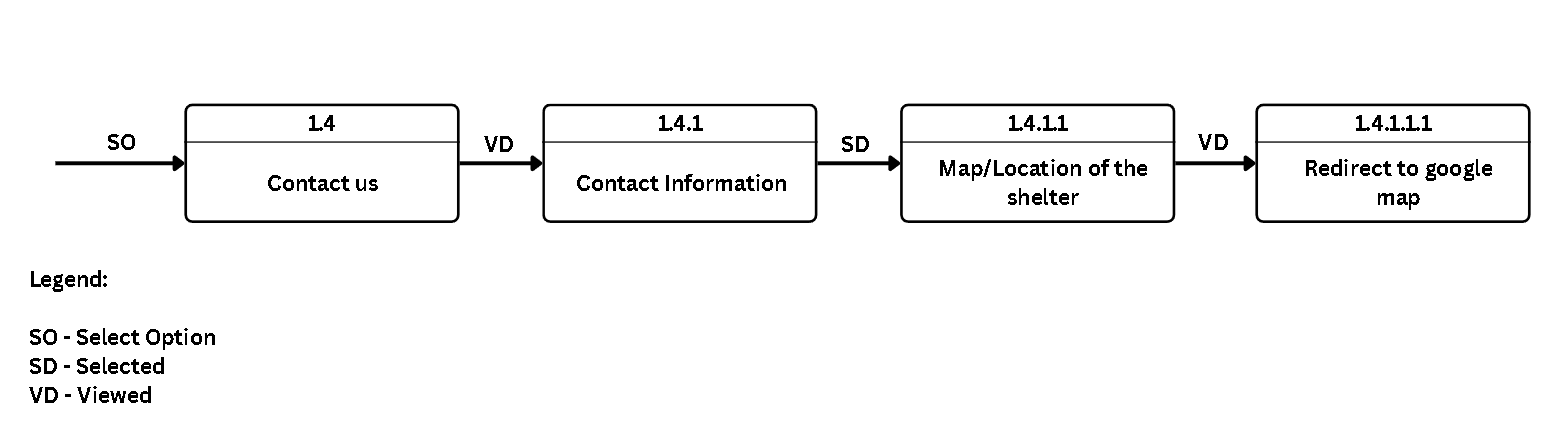 SO
1.4
Contact us
VD
1.4.1
Contact Information
SD
1.4.1.1
Map/Location of the
shelter
VD
1.4.1.1.1
Redirect to google
map
Legend:
SO - Select Option
SD - Selected
VD - Viewed